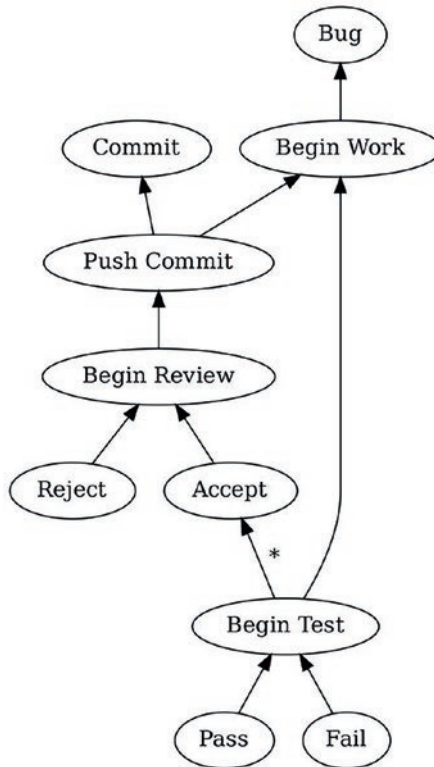 Bug
Commit
Begin Work
Push Commit
Begin Review
Reject
Accept
*
Begin Test
Pass
Fail